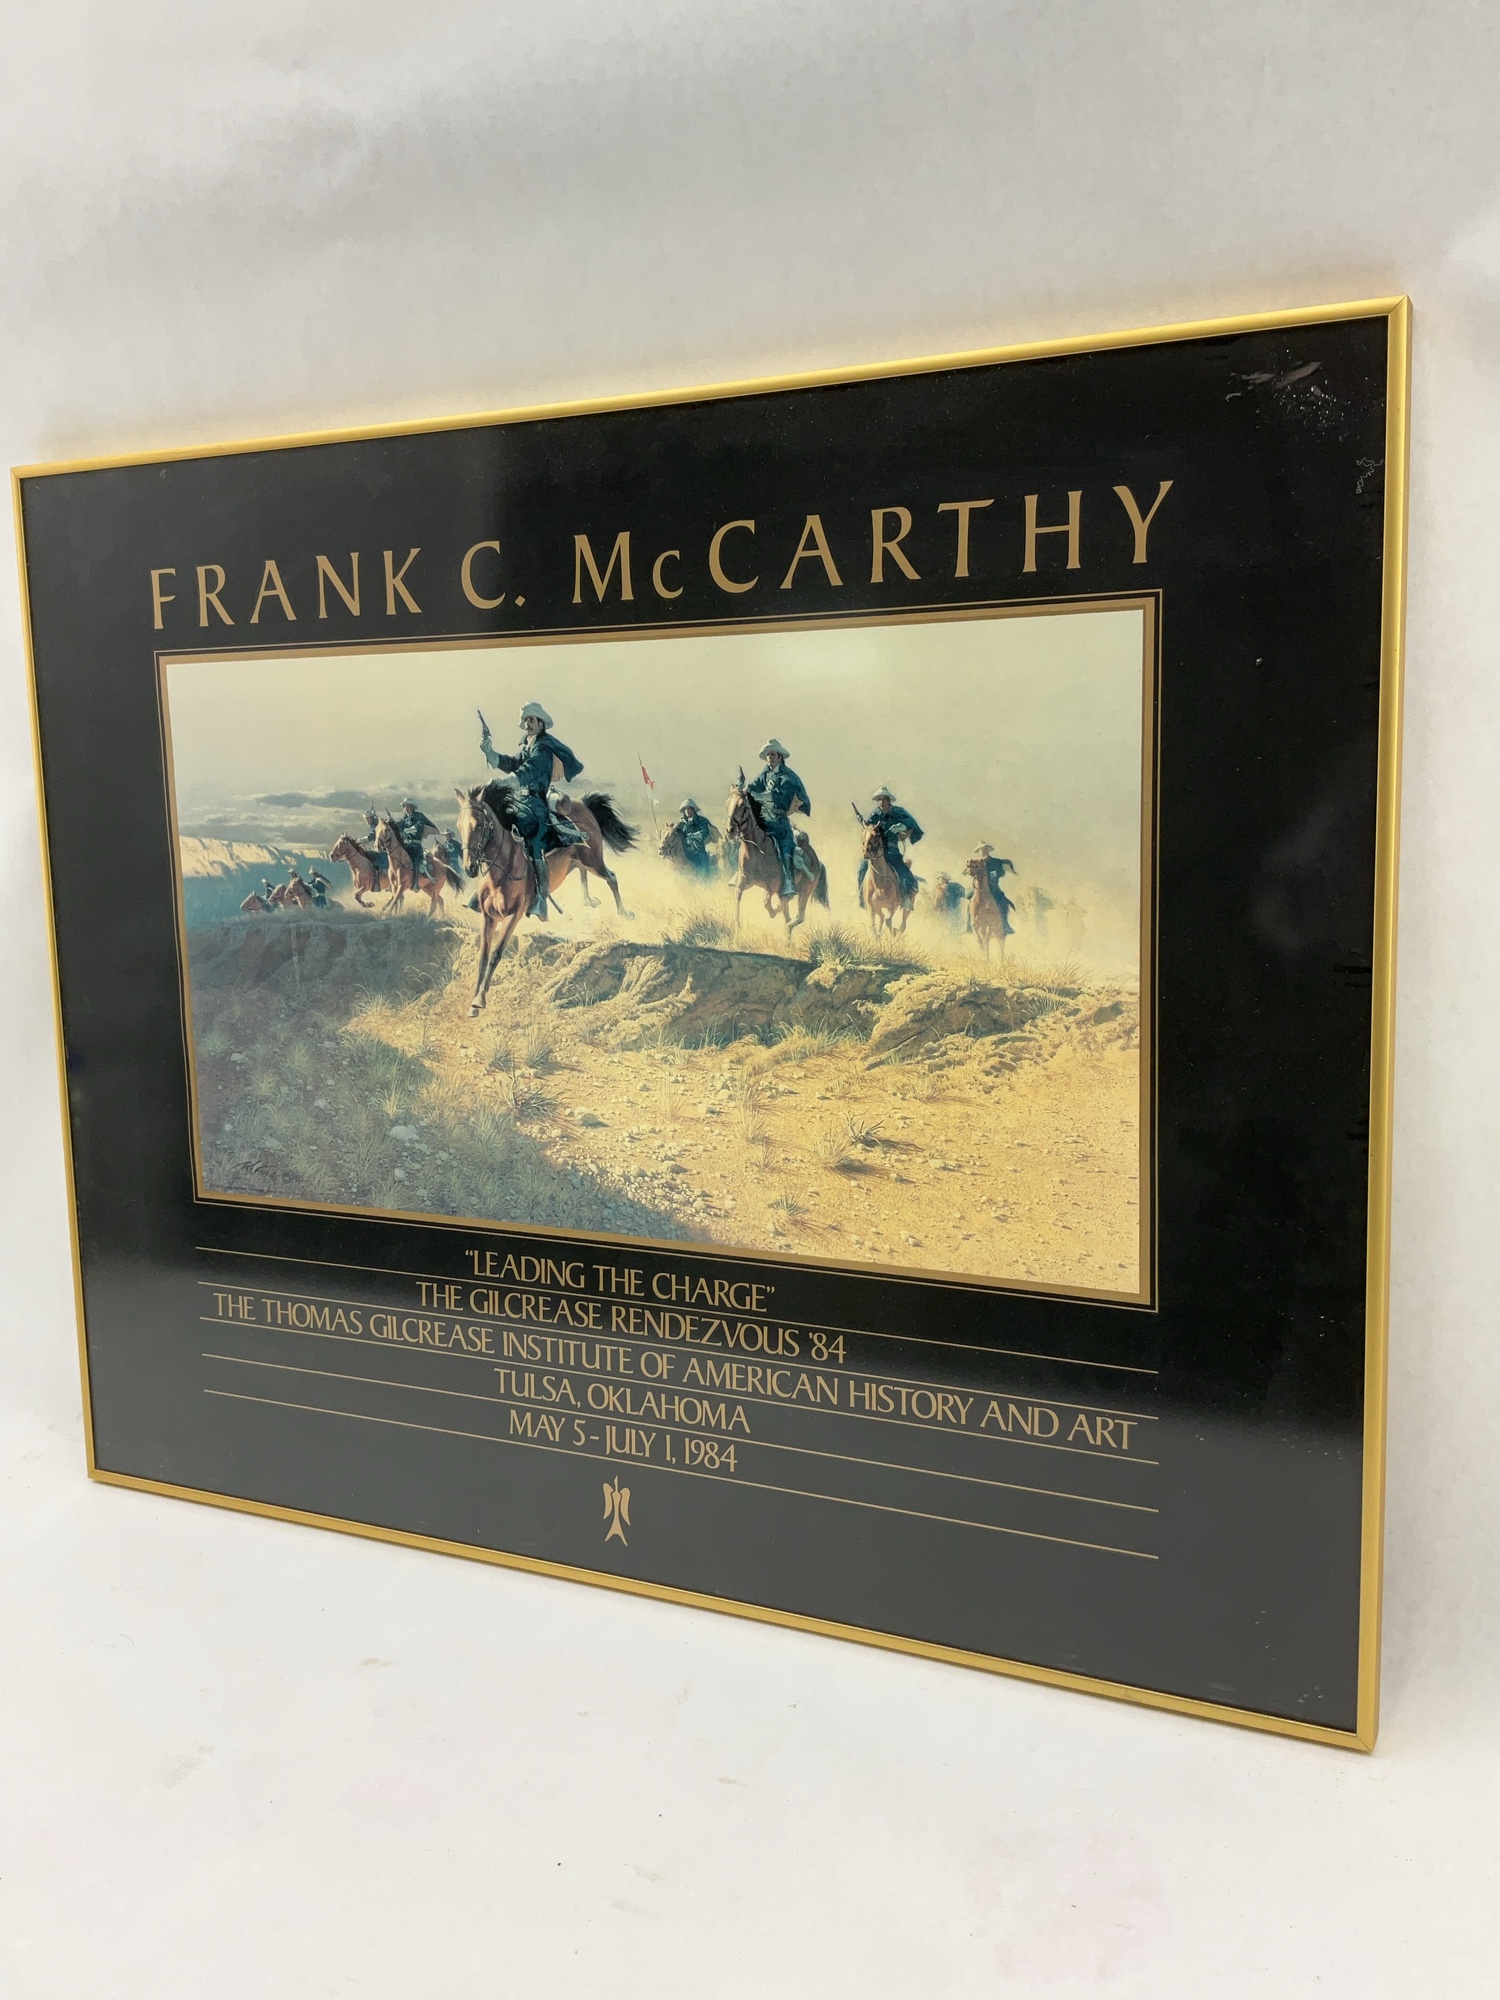 FRANK C. McCARTHY
“LEADING THE CHARGE”
THE GILCREASE RENDEZVOUS ’84
THE THOMAS GILCREASE INSTITUTE OF AMERICAN HISTORY AND ART
TULSA, OKLAHOMA
MAY 5 - JULY 1, 1984